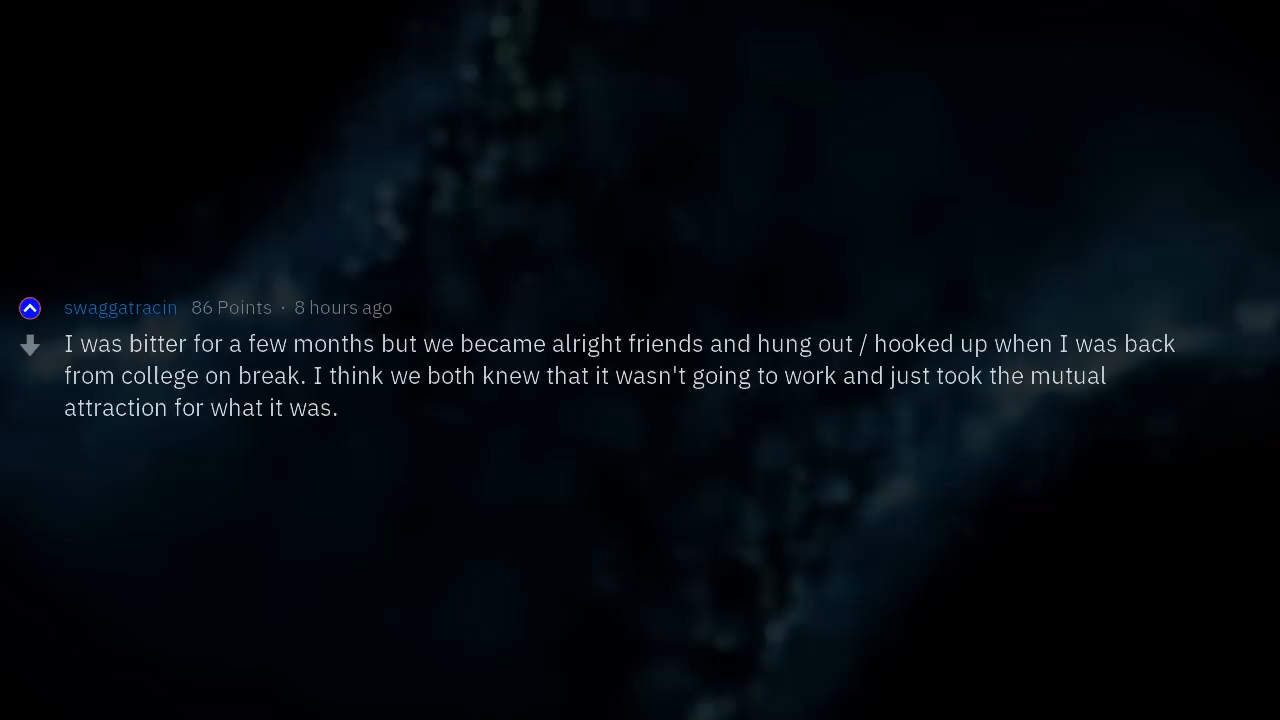 swaggatracin 86 Points · 8 hours ago
I was bitter for a few months but we became alright friends and hung out / hooked up when I was back
from college on break. I think we both knew that it wasn't going to work and just took the mutual
attraction for what it was.